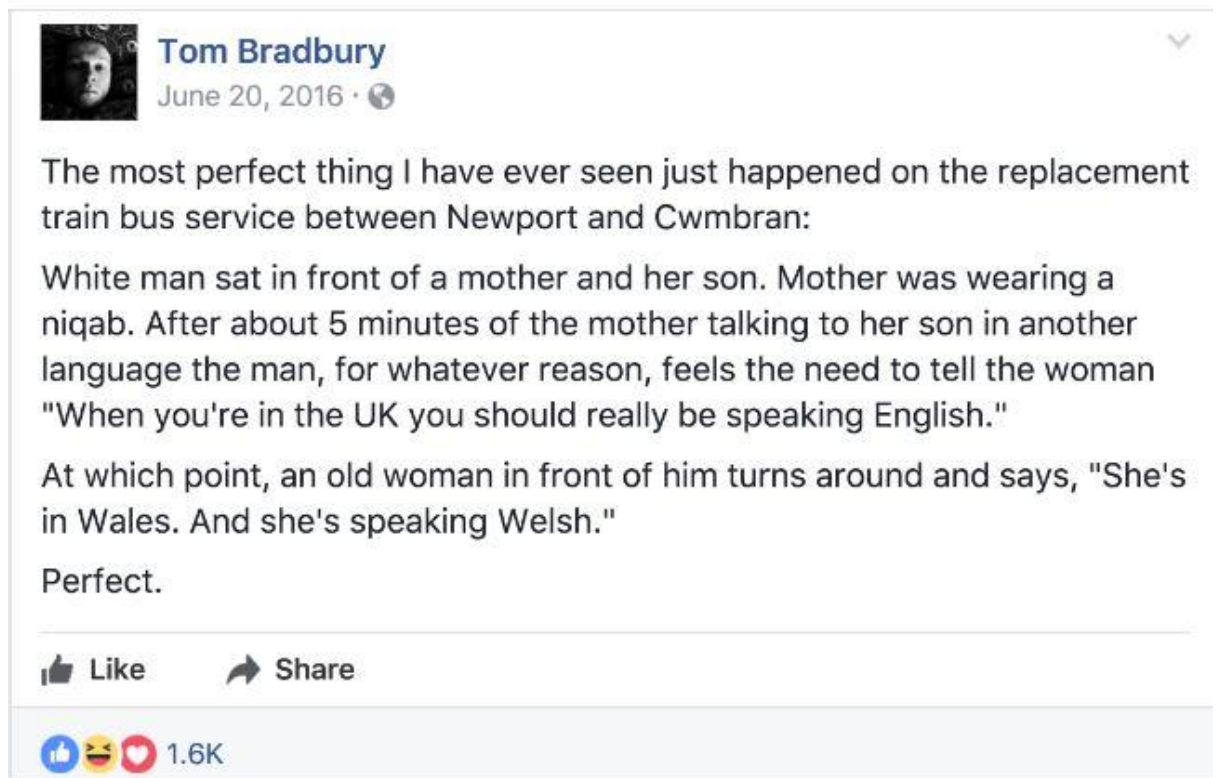 Tom Bradbury
June 20, 2016 ·
The most perfect thing I have ever seen just happened on the replacement
train bus service between Newport and Cwmbran:
White man sat in front of a mother and her son. Mother was wearing a
niqab. After about 5 minutes of the mother talking to her son in another
language the man, for whatever reason, feels the need to tell the woman
"When you're in the UK you should really be speaking English."
At which point, an old woman in front of him turns around and says, "She's
in Wales. And she's speaking Welsh."
Perfect.
Like Share
1.6K